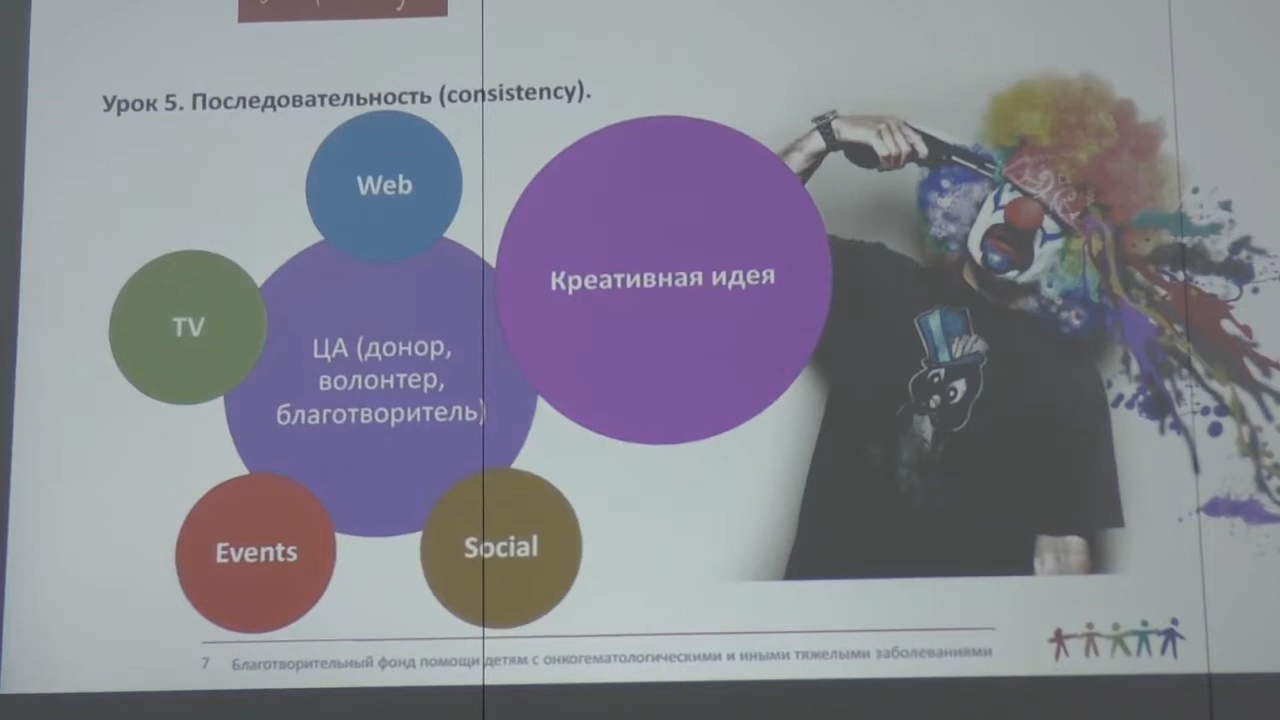 Урок 5. Последовательность (consistency).
Web
Креативная идея
TV
ЦА (донор,
волонтер,
благотворитель)
Events
Social
7 Благотворительный фонд помощи детям с онкогематологическими и иными тяжелыми заболеваниями